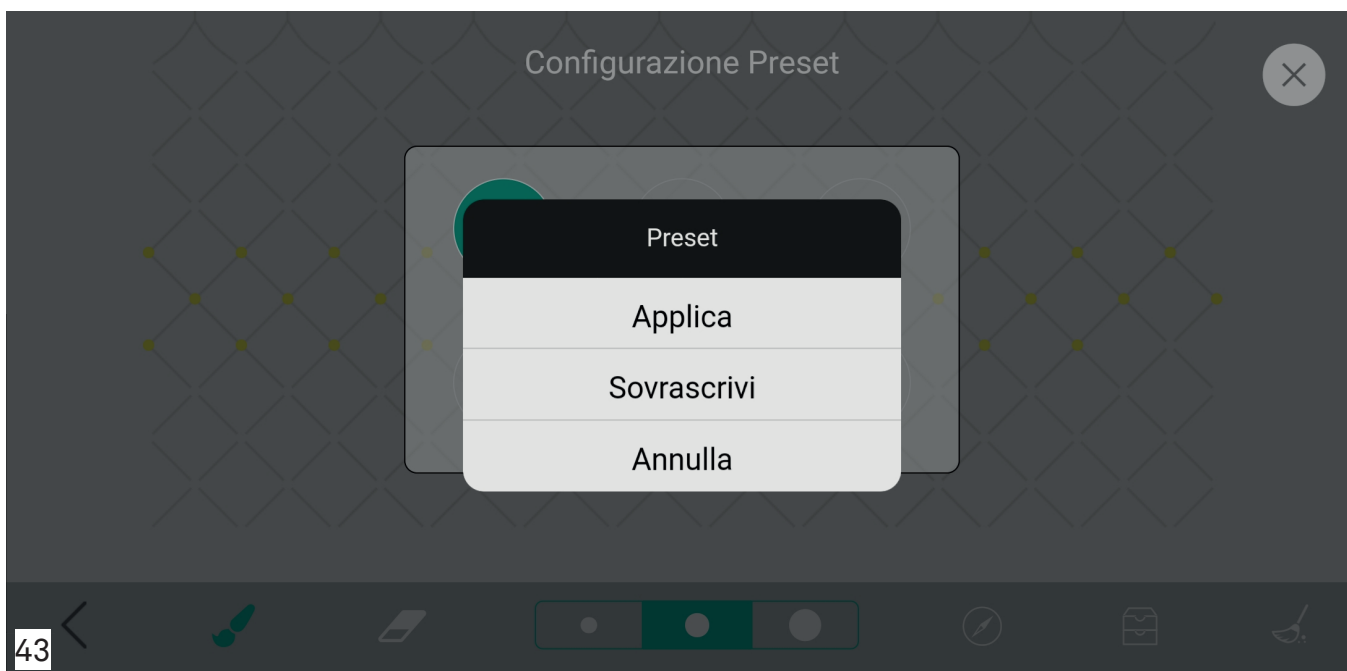 Configurazione Preset
Preset
Applica
Sovrascrivi
Annulla
43